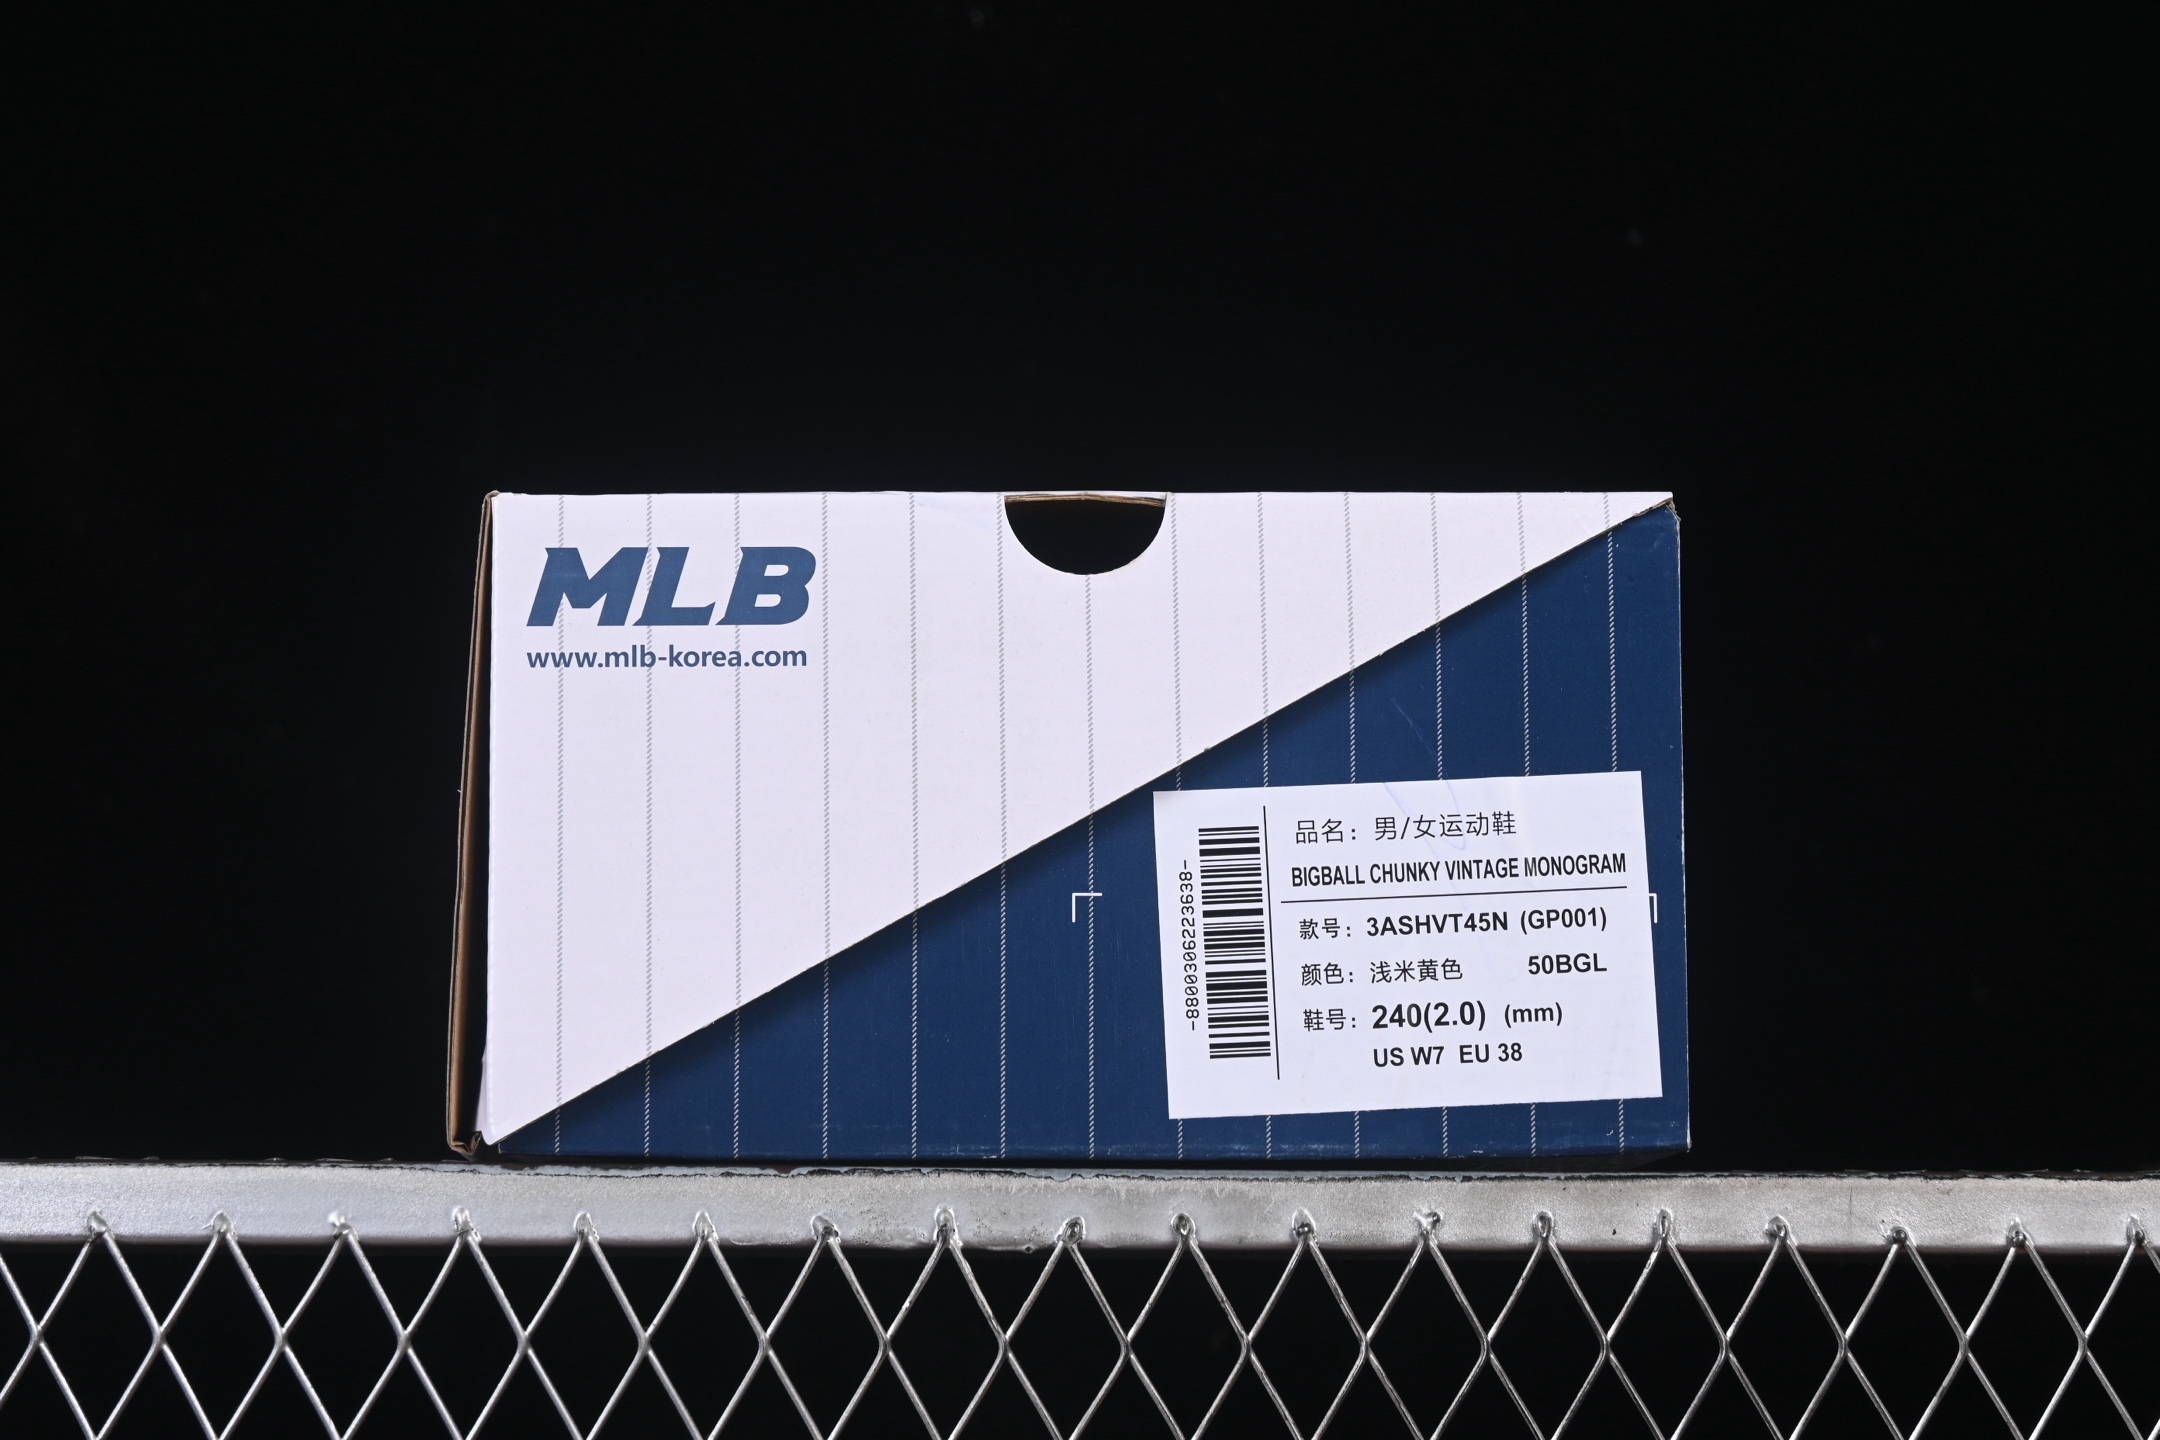 MLB
www.mlb-korea.com
-8800306223638-
品名：男/女运动鞋
BIGBALL CHUNKY VINTAGE MONOGRAM
款号：3ASHVT45N (GP001)
颜色：浅米黄色 50BGL
鞋号：240(2.0) (mm)
US W7 EU 38